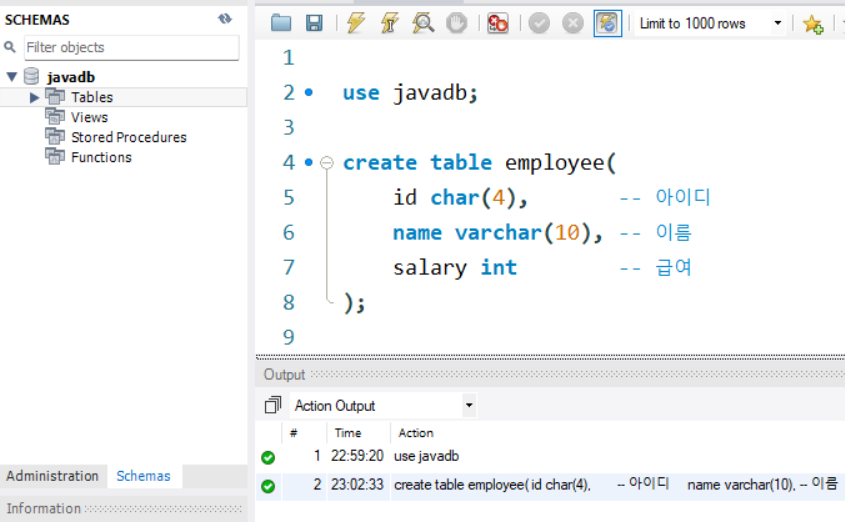 SCHEMAS
Filter objects
javadb
Tables
Views
Stored Procedures
Functions
Administration Schemas
Information
Limit to 1000 rows
1
2 use javadb;
3
4 create table employee(
5 id char(4), -- 아이디
6 name varchar(10), -- 이름
7 salary int -- 급여
8 );
9
Output
Action Output
# Time Action
1 22:59:20 use javadb
2 23:02:33 create table employee( id char(4), -- 아이디 name varchar(10), -- 이름